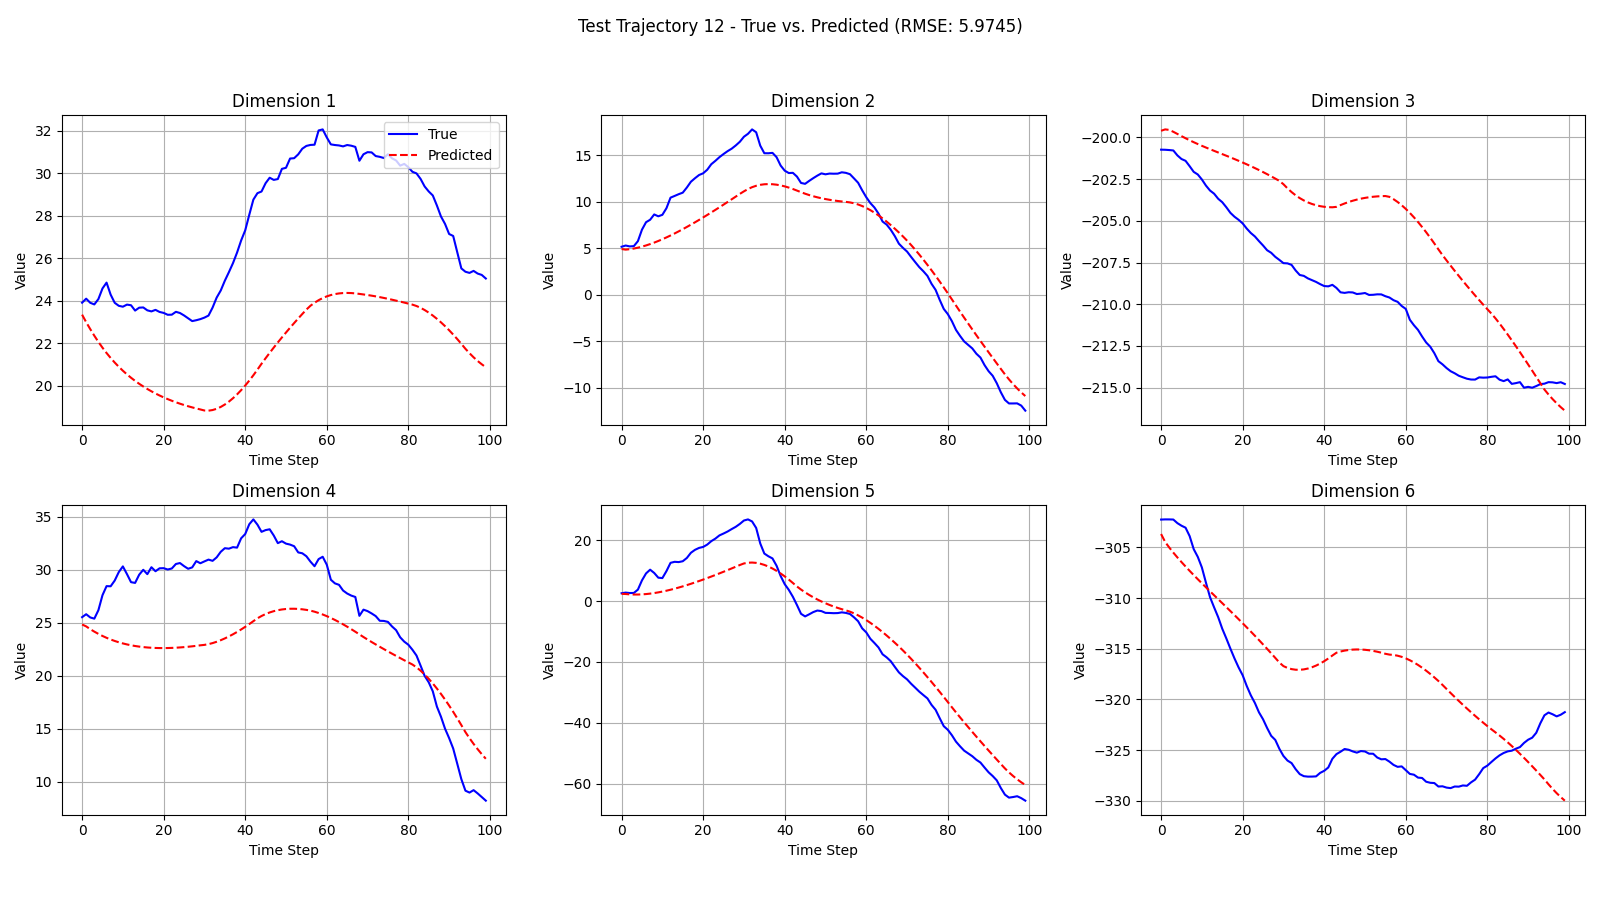 Test Trajectory 12 - True vs. Predicted (RMSE: 5.9745)
Dimension 1
32
30
28
26
24
22
20
0 20 40 60 80 100
Value
Time Step
True
Predicted
Dimension 2
15
10
5
0
−5
−10
0 20 40 60 80 100
Value
Time Step
Dimension 3
−200.0
−202.5
−205.0
−207.5
−210.0
−212.5
−215.0
0 20 40 60 80 100
Value
Time Step
Dimension 4
35
30
25
20
15
10
0 20 40 60 80 100
Value
Time Step
Dimension 5
20
0
−20
−40
−60
0 20 40 60 80 100
Value
Time Step
Dimension 6
−305
−310
−315
−320
−325
−330
0 20 40 60 80 100
Value
Time Step